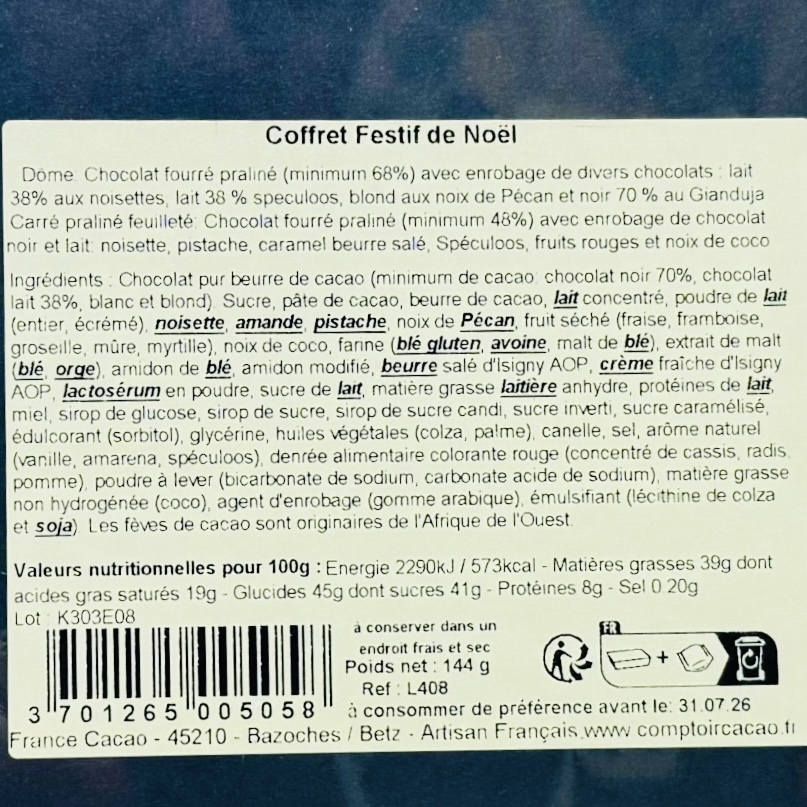 Coffret Festif de Noël
Dôme: Chocolat fourré praliné (minimum 68%) avec enrobage de divers chocolats : lait
38% aux noisettes, lait 38 % speculoos, blond aux noix de Pécan et noir 70 % au Gianduja
Carré praliné feuilleté: Chocolat fourré praliné (minimum 48%) avec enrobage de chocolat
noir et lait: noisette, pistache, caramel beurre salé, Spéculoos, fruits rouges et noix de coco
Ingrédients : Chocolat pur beurre de cacao (minimum de cacao: chocolat noir 70%, chocolat
lait 38%, blanc et blond). Sucre, pâte de cacao, beurre de cacao, lait concentré, poudre de lait
(entier, écrémé), noisette, amande, pistache, noix de Pécan, fruit séché (fraise, framboise,
groseille, mûre, myrtille), noix de coco, farine (blé gluten, avoine, malt de blé), extrait de malt
(blé, orge), amidon de blé, amidon modifié, beurre salé d'Isigny AOP, crème fraîche d'Isigny
AOP, lactosérum en poudre, sucre de lait, matière grasse laitière anhydre, protéines de lait,
miel, sirop de glucose, sirop de sucre, sirop de sucre candi, sucre inverti, sucre caramélisé,
édulcorant (sorbitol), glycérine, huiles végétales (colza, palme), canelle, sel, arôme naturel
(vanille, amarena, spéculoos), denrée alimentaire colorante rouge (concentré de cassis, radis,
pomme), poudre à lever (bicarbonate de sodium, carbonate acide de sodium), matière grasse
non hydrogénée (coco), agent d'enrobage (gomme arabique), émulsifiant (lécithine de colza
et soja). Les fèves de cacao sont originaires de l'Afrique de l'Ouest.
Valeurs nutritionnelles pour 100g : Energie 2290kJ / 573kcal - Matières grasses 39g dont
acides gras saturés 19g - Glucides 45g dont sucres 41g - Protéines 8g - Sel 0.20g
Lot : K303E08
à conserver dans un
endroit frais et sec
Poids net : 144 g
Ref : L408
à consommer de préférence avant le: 31.07.26
FR
3 701265 005058
France Cacao - 45210 - Bazoches / Betz - Artisan Français www comptoircacao.fr